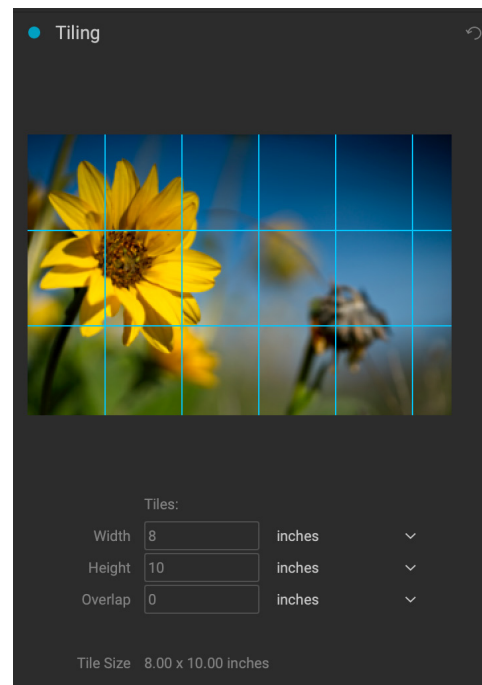 Tiling
Tiles:
Width 8 inches
Height 10 inches
Overlap 0 inches
Tile Size 8.00 x 10.00 inches